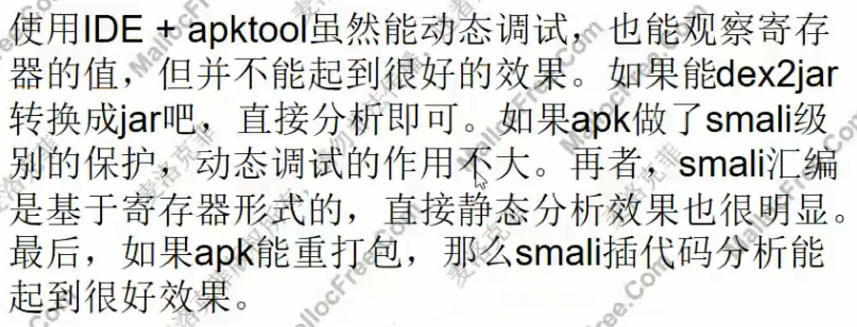 使用IDE + apktool虽然能动态调试，也能观察寄存
器的值，但并不能起到很好的效果。如果能dex2jar
转换成jar吧，直接分析即可。如果apk做了smali级
别的保护，动态调试的作用不大。再者，smali汇编
是基于寄存器形式的，直接静态分析效果也很明显。
最后，如果apk能重打包，那么smali插代码分析能
起到很好效果。